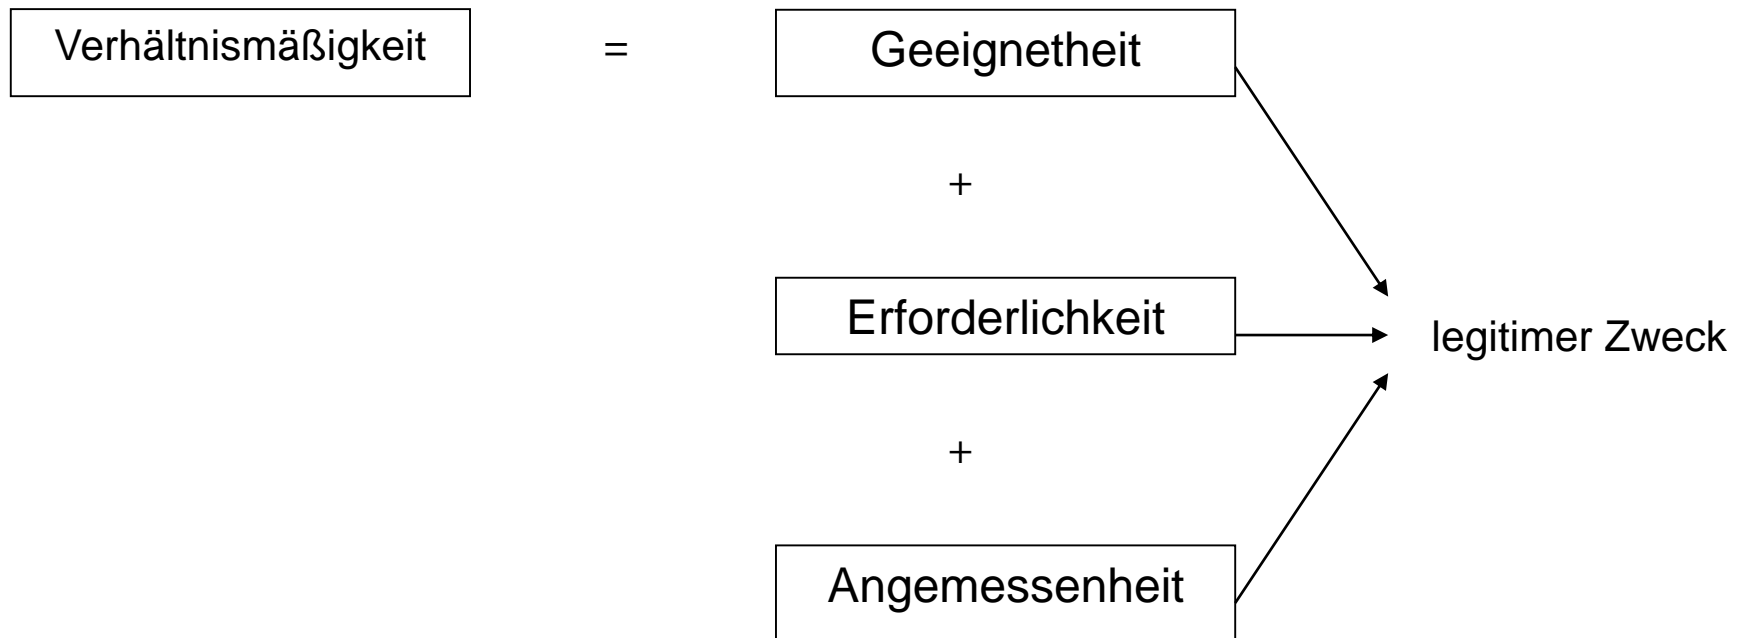 Verhältnismäßigkeit = Geeignetheit
+
Erforderlichkeit
legitimer Zweck
+
Angemessenheit